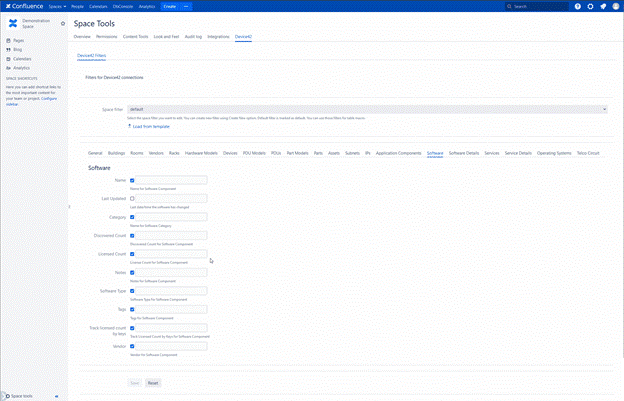 Confluence Spaces People Calendars DbConsole Analytics Create ··· Search
Demonstration
Space
Space Tools
Overview Permissions Content Tools Look and Feel Audit log Integrations Device42
Pages
Blog
Calendars
Analytics
SPACE SHORTCUTS
Here you can add shortcut links to
the most important content for
your team or project. Configure
sidebar.
Device42 Filters
Filters for Device42 connections
Space Filter default
Select the space filter you want to edit. You can create new filter using Create New option. Default filter is marked as default. You can use those filters for table macro.
Load from template
General Buildings Rooms Vendors Racks Hardware Models Devices PDU Models PDUs Part Models Parts Assets Subnets IPs Application Components Software Software Details Services Service Details Operating Systems Telco Circuit
Software
Name
Name for Software Component
Last Updated
Last date/time the software has changed
Category
Name for Software Category
Discovered Count
Discovered Count for Software Component
Licensed Count
License Count for Software Component
Notes
Notes for Software Component
Software Type
Software Type for Software Component
Tags
Tags for Software Component
Track licensed count
by keys
Track Licensed Count by Keys for Software Component
Vendor
Vendor for Software Component
Save Reset
Space tools